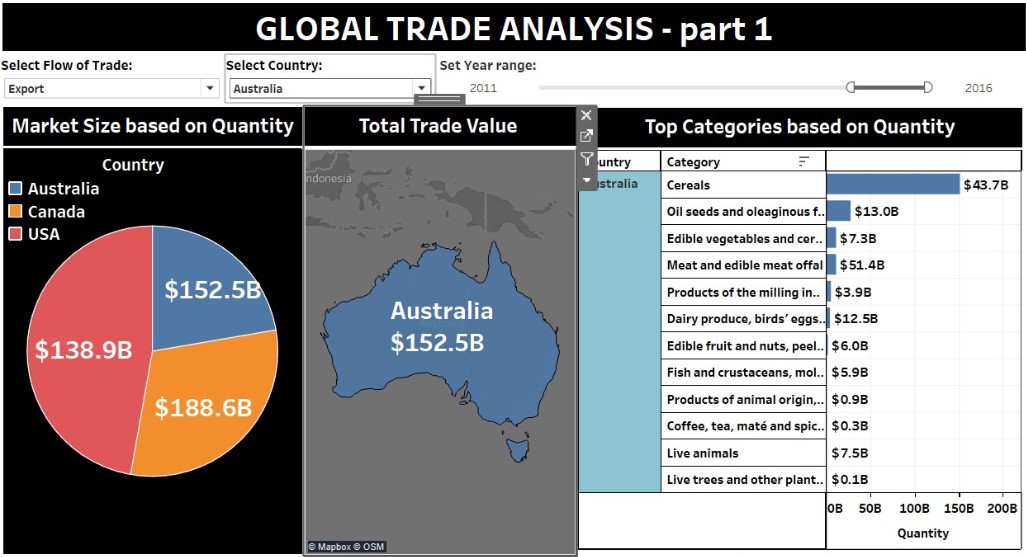 GLOBAL TRADE ANALYSIS - part 1
Select Flow of Trade:
Export
Select Country:
Australia
Set Year range:
2011
2016
Market Size based on Quantity
Country
Australia
Canada
USA
$152.5B
$138.9B
$188.6B
Total Trade Value
ndonesia
Australia
$152.5B
© Mapbox © OSM
Top Categories based on Quantity
untry
Category
stralia
Cereals
$43.7B
Oil seeds and oleaginous f..
$13.0B
Edible vegetables and cer..
$7.3B
Meat and edible meat offal
$51.4B
Products of the milling in..
$3.9B
Dairy produce, birds’ eggs..
$12.5B
Edible fruit and nuts, peel..
$6.0B
Fish and crustaceans, mol..
$5.9B
Products of animal origin,..
$0.9B
Coffee, tea, maté and spic..
$0.3B
Live animals
$7.5B
Live trees and other plant..
$0.1B
0B 50B 100B 150B 200B
Quantity